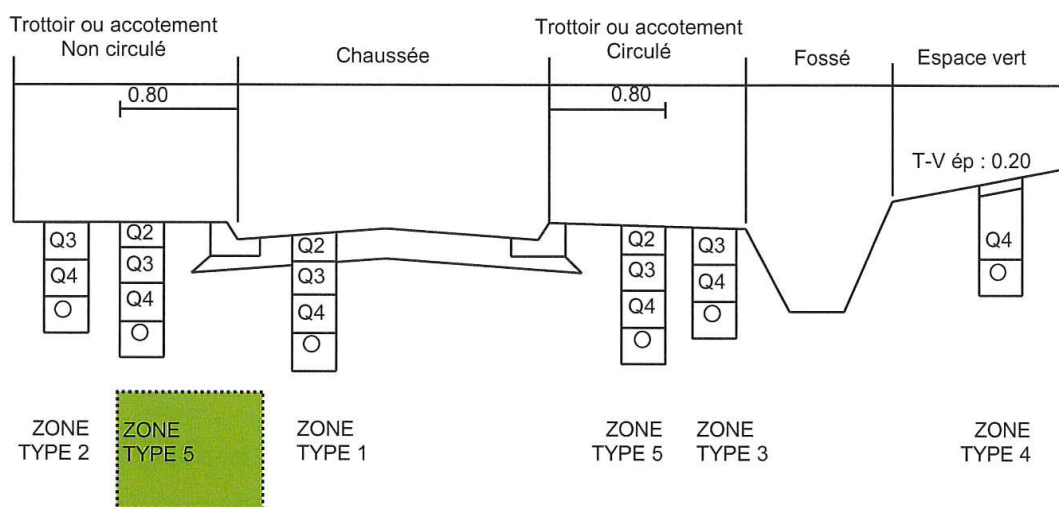 Trottoir ou accotement
Non circulé
Chaussée
Trottoir ou accotement
Circulé
Fossé
Espace vert
0.80
0.80
T-V ép : 0.20
Q3
Q4
Q2
Q3
Q4
Q2
Q3
Q4
Q2
Q3
Q4
Q3
Q4
Q4
ZONE
TYPE 2
ZONE
TYPE 5
ZONE
TYPE 1
ZONE
TYPE 5
ZONE
TYPE 3
ZONE
TYPE 4